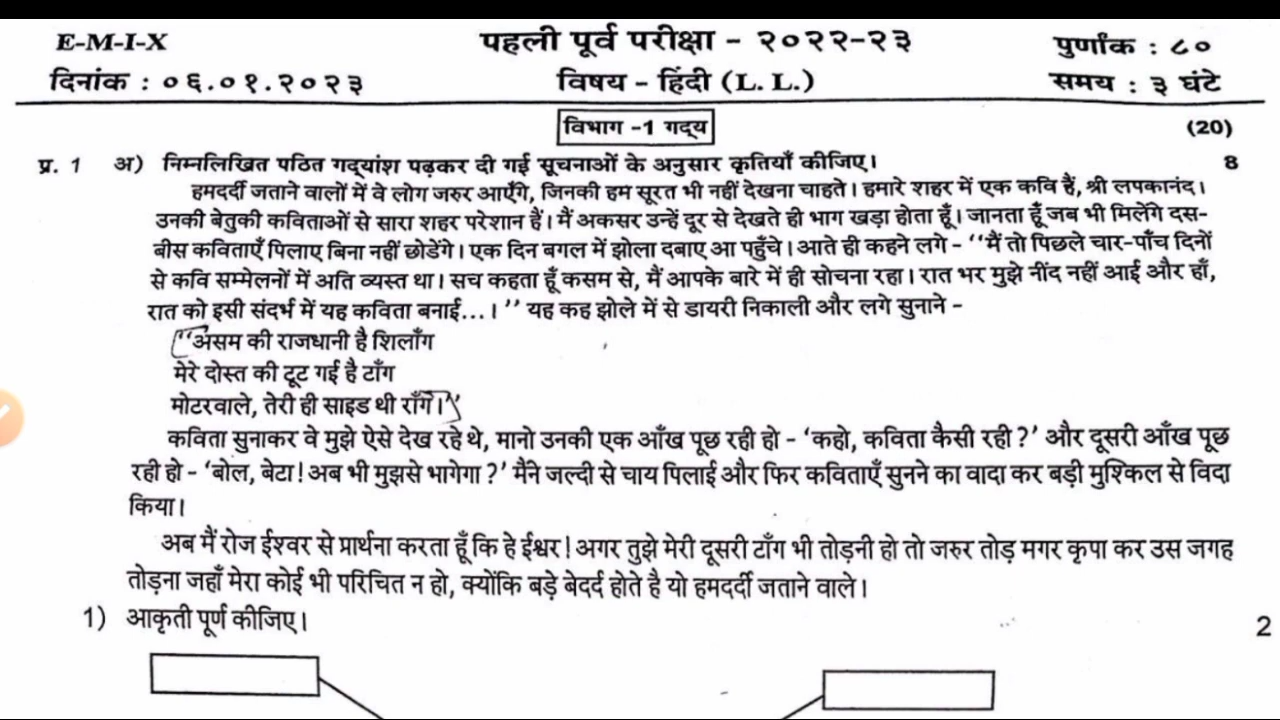 E-M-I-X
पहली पूर्व परीक्षा - २०२२-२३
पुर्णांक : ८०
दिनांक : ०६.०१.२०२३
विषय - हिंदी (L. L.)
समय : ३ घंटे
विभाग -1 गद्य
(20)
प्र. 1 अ) निम्नलिखित पठित गद्यांश पढ़कर दी गई सूचनाओं के अनुसार कृतियाँ कीजिए। 8
हमदर्दी जताने वालों में वे लोग जरुर आएँगे, जिनकी हम सूरत भी नहीं देखना चाहते। हमारे शहर में एक कवि हैं, श्री लपकानंद।
उनकी बेतुकी कविताओं से सारा शहर परेशान हैं। मैं अकसर उन्हें दूर से देखते ही भाग खड़ा होता हूँ। जानता हूँ जब भी मिलेंगे दस-
बीस कविताएँ पिलाए बिना नहीं छोडेंगे। एक दिन बगल में झोला दबाए आ पहुँचे। आते ही कहने लगे - ‘‘मैं तो पिछले चार-पाँच दिनों
से कवि सम्मेलनों में अति व्यस्त था। सच कहता हूँ कसम से, मैं आपके बारे में ही सोचना रहा। रात भर मुझे नींद नहीं आई और हाँ,
रात को इसी संदर्भ में यह कविता बनाई...। ’’ यह कह झोले में से डायरी निकाली और लगे सुनाने -
‘‘असम की राजधानी है शिलाँग
मेरे दोस्त की टूट गई है टाँग
मोटरवाले, तेरी ही साइड थी राँग।’’
कविता सुनाकर वे मुझे ऐसे देख रहे थे, मानो उनकी एक आँख पूछ रही हो - ‘कहो, कविता कैसी रही ?’ और दूसरी आँख पूछ
रही हो - ‘बोल, बेटा ! अब भी मुझसे भागेगा ?’ मैंने जल्दी से चाय पिलाई और फिर कविताएँ सुनने का वादा कर बड़ी मुश्किल से विदा
किया।
अब मैं रोज ईश्वर से प्रार्थना करता हूँ कि हे ईश्वर ! अगर तुझे मेरी दूसरी टाँग भी तोड़नी हो तो जरुर तोड़ मगर कृपा कर उस जगह
तोड़ना जहाँ मेरा कोई भी परिचित न हो, क्योंकि बड़े बेदर्द होते है यो हमदर्दी जताने वाले।
1) आकृती पूर्ण कीजिए। 2